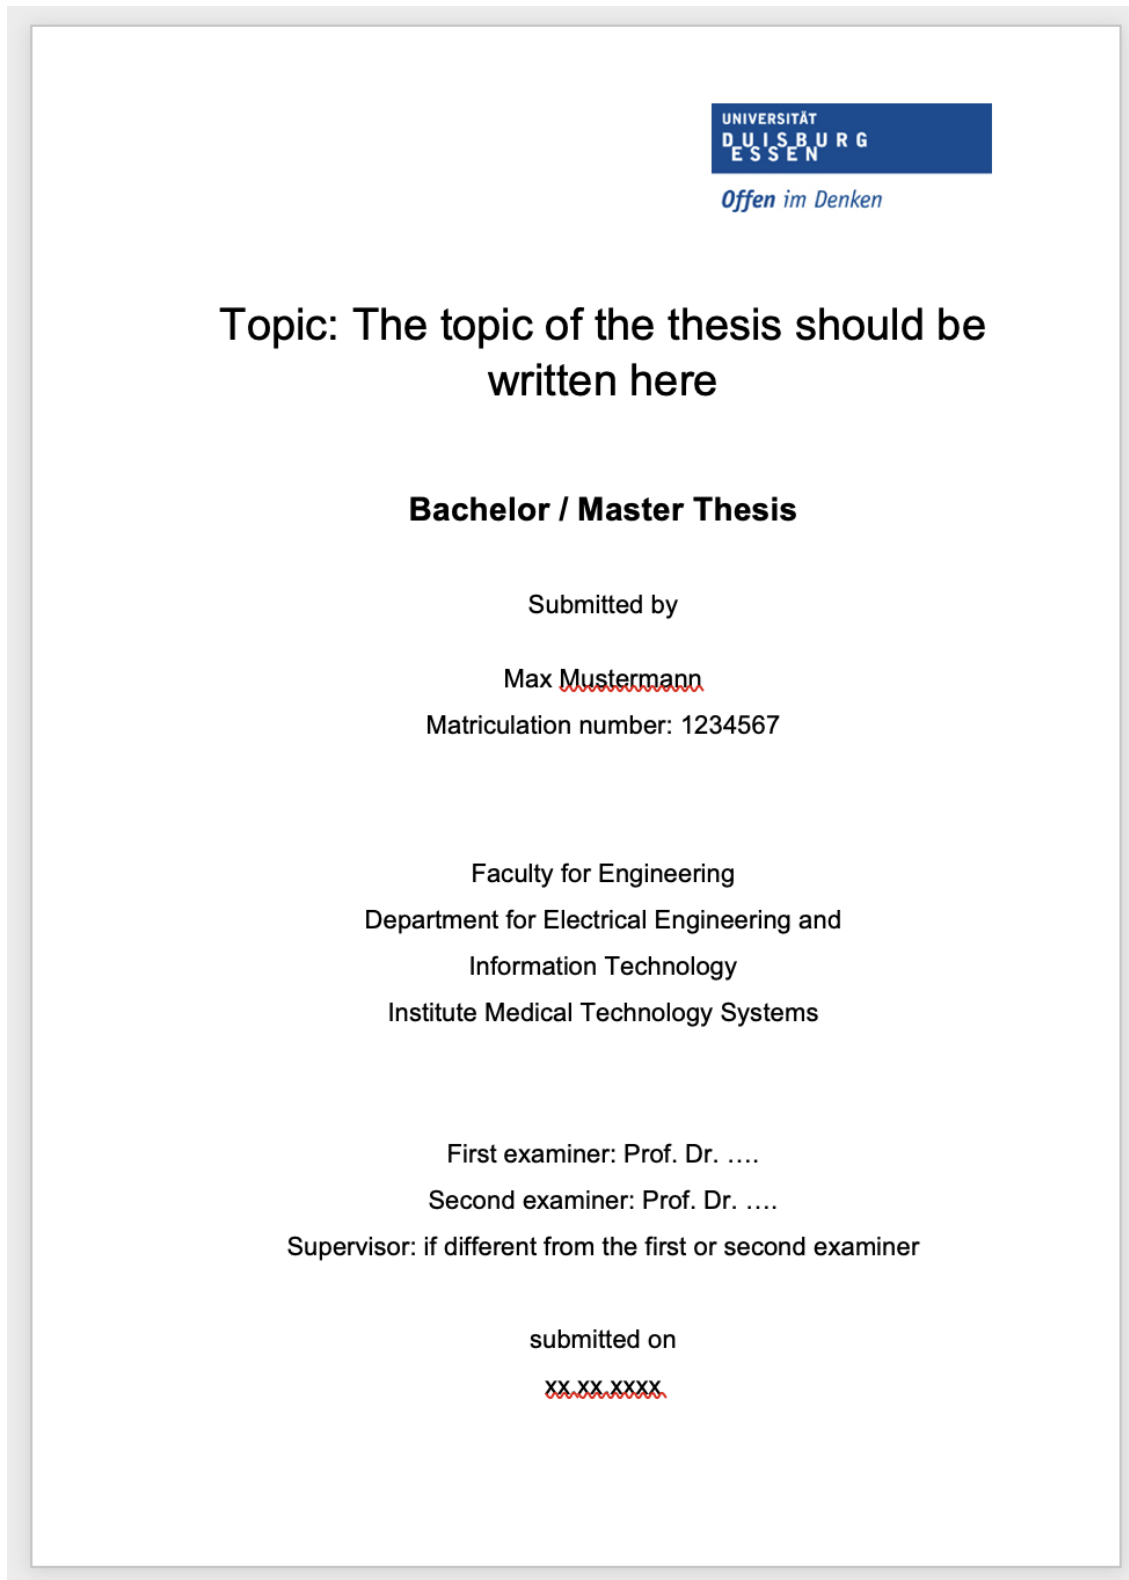 UNIVERSITÄT
DUISBURG
ESSEN
Offen im Denken
Topic: The topic of the thesis should be
written here
Bachelor / Master Thesis
Submitted by
Max Mustermann
Matriculation number: 1234567
Faculty for Engineering
Department for Electrical Engineering and
Information Technology
Institute Medical Technology Systems
First examiner: Prof. Dr. ….
Second examiner: Prof. Dr. ….
Supervisor: if different from the first or second examiner
submitted on
xx.xx.xxxx